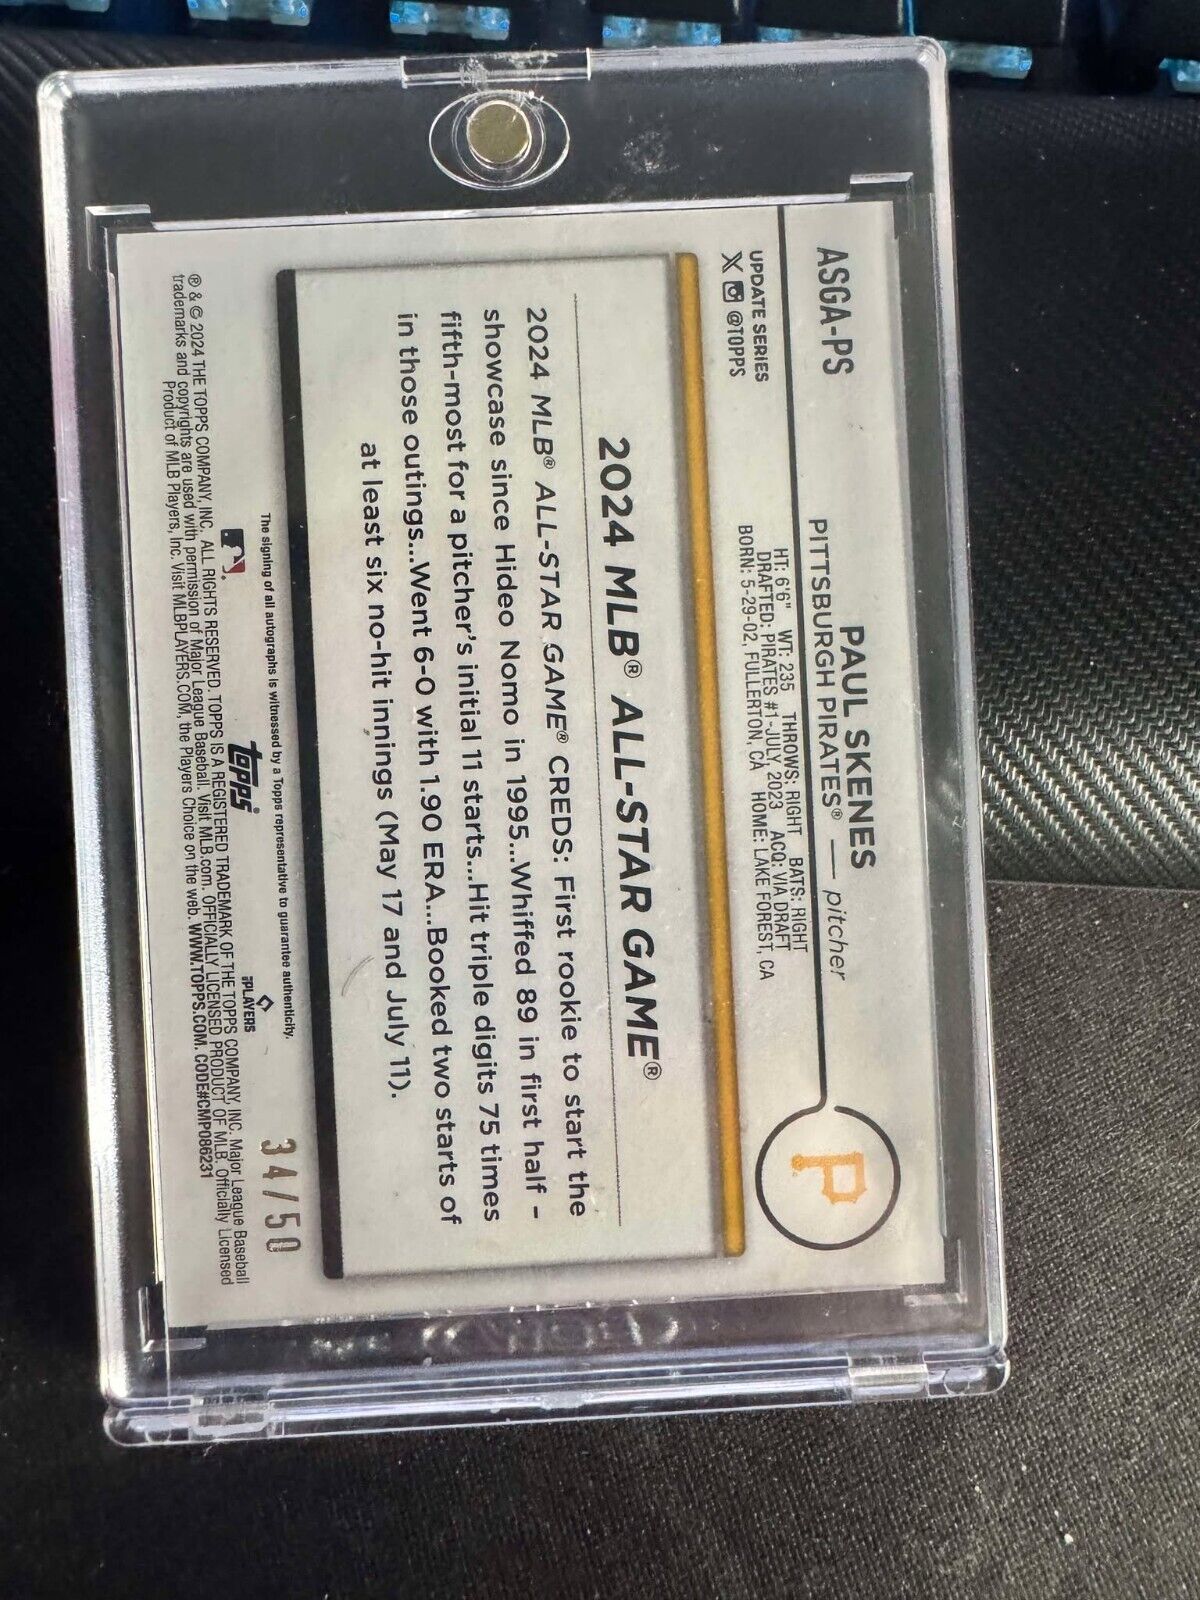 ASGA-PS
PAUL SKENES
PITTSBURGH PIRATES® — pitcher
HT: 6'6" WT: 235 THROWS: RIGHT BATS: RIGHT
DRAFTED: PIRATES #1-JULY, 2023 ACQ: VIA DRAFT
BORN: 5-29-02, FULLERTON, CA HOME: LAKE FOREST, CA
UPDATE SERIES
X @TOPPS
P
2024 MLB® ALL-STAR GAME®
2024 MLB® ALL-STAR GAME® CREDS: First rookie to start the
showcase since Hideo Nomo in 1995...Whiffed 89 in first half -
fifth-most for a pitcher's initial 11 starts...Hit triple digits 75 times
in those outings...Went 6-0 with 1.90 ERA...Booked two starts of
at least six no-hit innings (May 17 and July 11).
34/50
The signing of all autographs is witnessed by a Topps representative to guarantee authenticity.
topps
PLAYERS
® & © 2024 THE TOPPS COMPANY, INC. ALL RIGHTS RESERVED. TOPPS IS A REGISTERED TRADEMARK OF THE TOPPS COMPANY, INC. Major League Baseball
trademarks and copyrights are used with permission of Major League Baseball. Visit MLB.com. OFFICIALLY LICENSED PRODUCT OF MLB. Officially Licensed
Product of MLB Players, Inc. Visit MLBPLAYERS.COM, the Players Choice on the web. WWW.TOPPS.COM. CODE#CMP086231